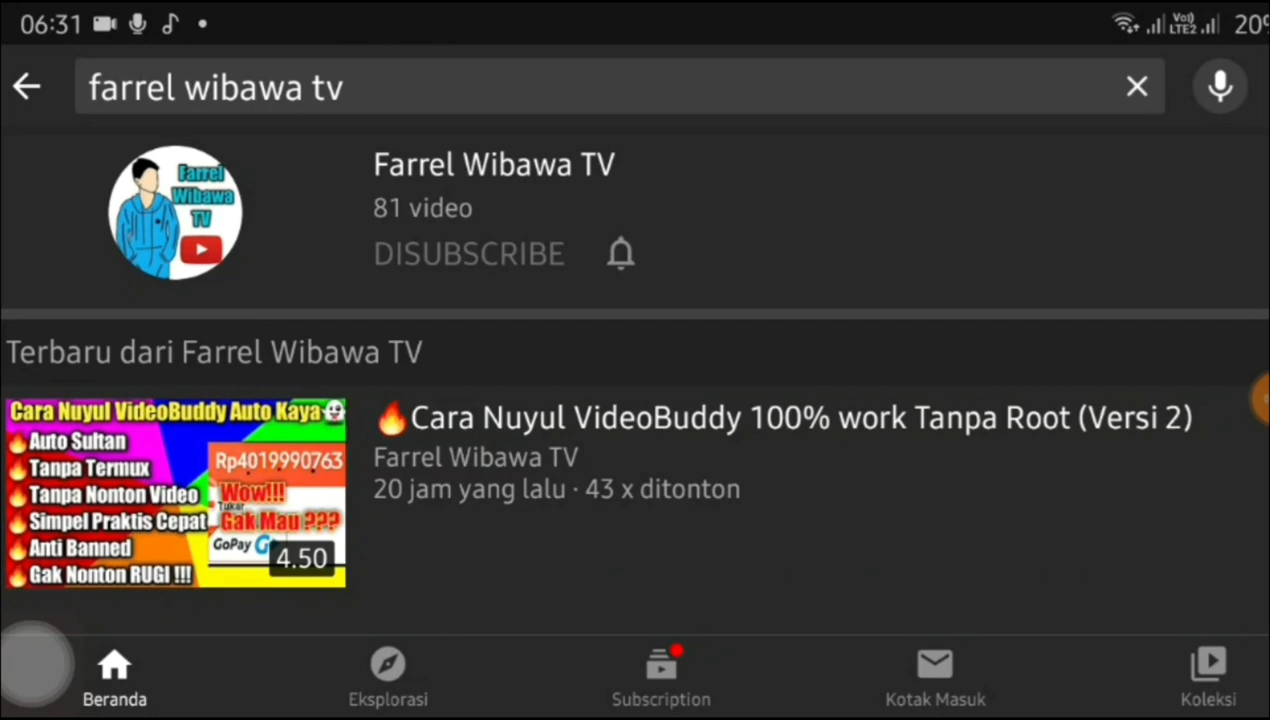 06:31
Vo)) LTE2
20%
farrel wibawa tv
Farrel Wibawa TV
Farrel Wibawa TV
81 video
DISUBSCRIBE
Terbaru dari Farrel Wibawa TV
Cara Nuyul VideoBuddy Auto Kaya👻
🔥Auto Sultan
🔥Tanpa Termux
🔥Tanpa Nonton Video
🔥Simpel Praktis Cepat
🔥Anti Banned
🔥Gak Nonton RUGI !!!
Rp4019990763
Wow!!!
Tukar
Gak Mau ???
GoPay
4.50
🔥Cara Nuyul VideoBuddy 100% work Tanpa Root (Versi 2)
Farrel Wibawa TV
20 jam yang lalu · 43 x ditonton
Beranda
Eksplorasi
Subscription
Kotak Masuk
Koleksi